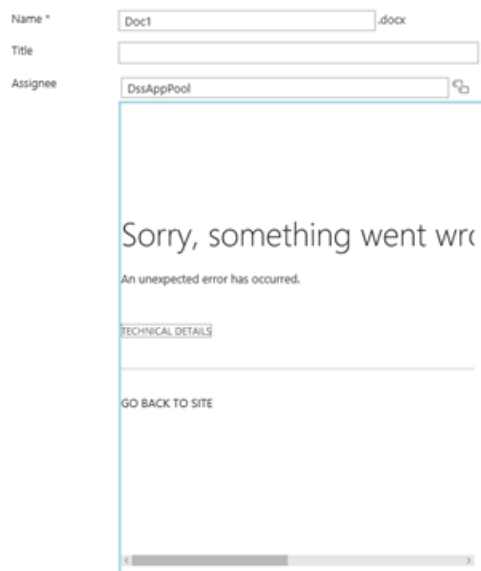 Name *
Doc1 .docx
Title
Assignee
DssAppPool
Sorry, something went wro
An unexpected error has occurred.
TECHNICAL DETAILS
GO BACK TO SITE